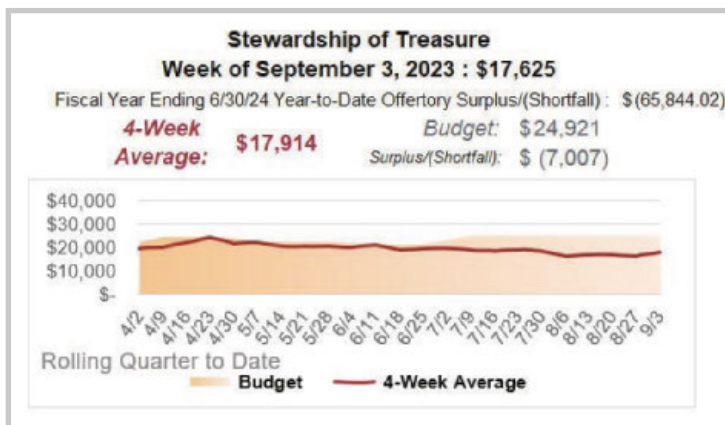 Stewardship of Treasure
Week of September 3, 2023 : $17,625
Fiscal Year Ending 6/30/24 Year-to-Date Offertory Surplus/(Shortfall) : $(65,844.02)
4-Week Average: $17,914
Budget: $24,921
Surplus/(Shortfall): $ (7,007)
$40,000
$30,000
$20,000
$10,000
$-
4/2 4/9 4/16 4/23 4/30 5/7 5/14 5/21 5/28 6/4 6/11 6/18 6/25 7/2 7/9 7/16 7/23 7/30 8/6 8/13 8/20 8/27 9/3
Rolling Quarter to Date
Budget 4-Week Average